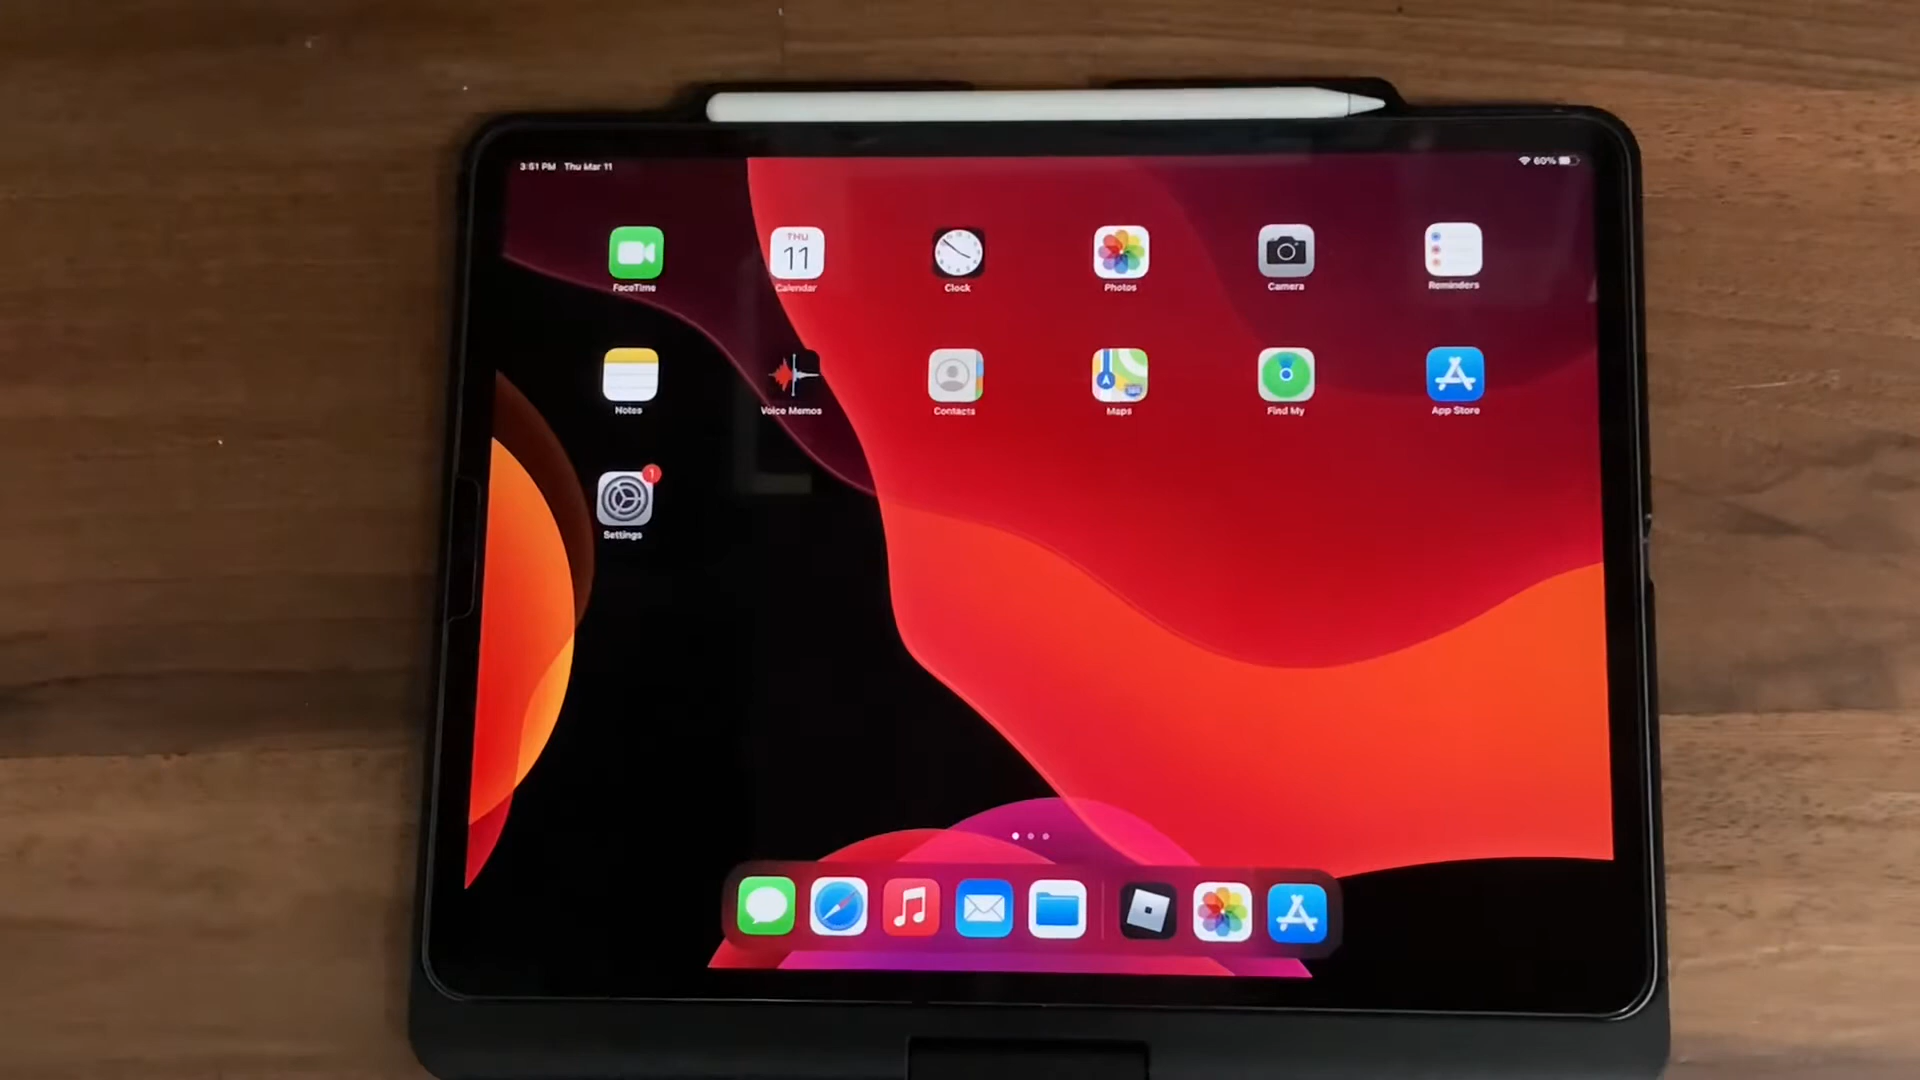 3:51 PM Thu Mar 11
60%
THU
11
FaceTime
Calendar
Clock
Photos
Camera
Reminders
Notes
Voice Memos
Contacts
Maps
Find My
App Store
1
Settings